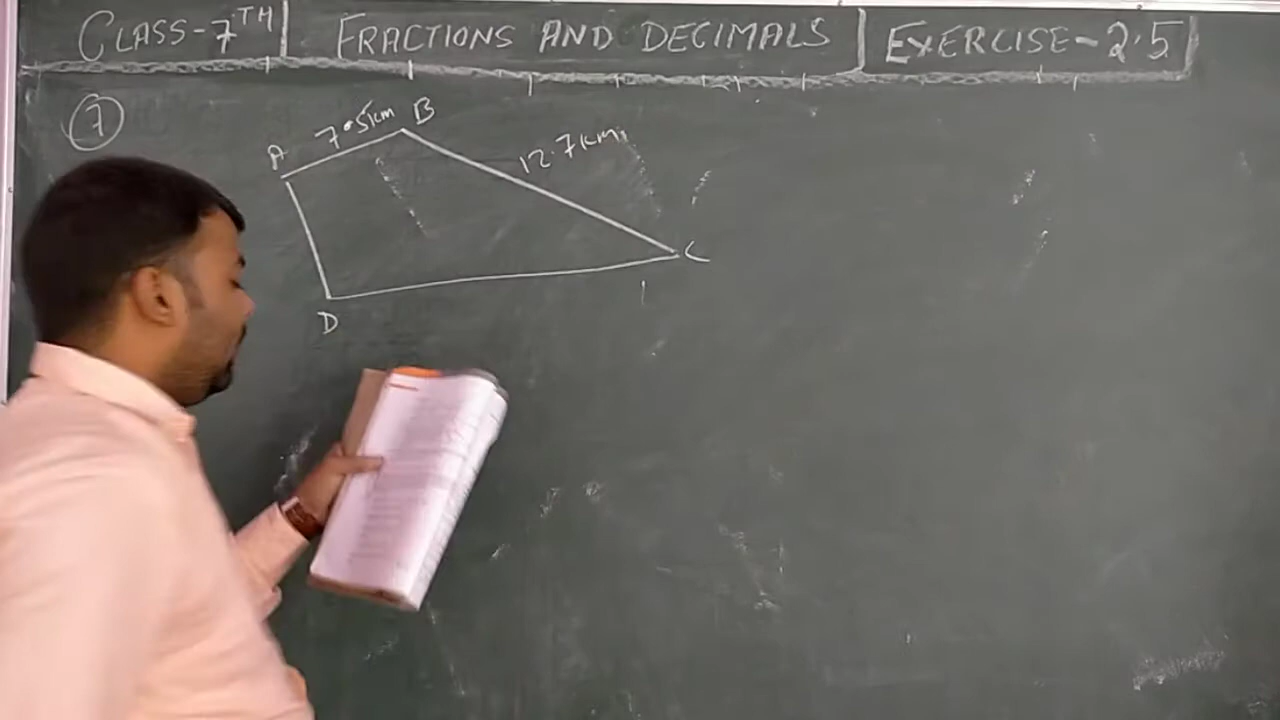 CLASS-7TH FRACTIONS AND DECIMALS EXERCISE-2.5
7
A 7.5km B
12.7km
C
D